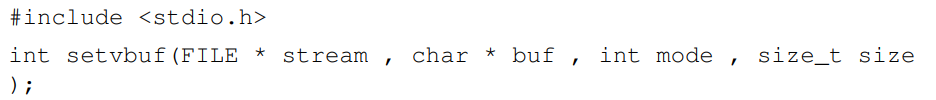 #include <stdio.h>
int setvbuf(FILE * stream , char * buf , int mode , size_t size
);